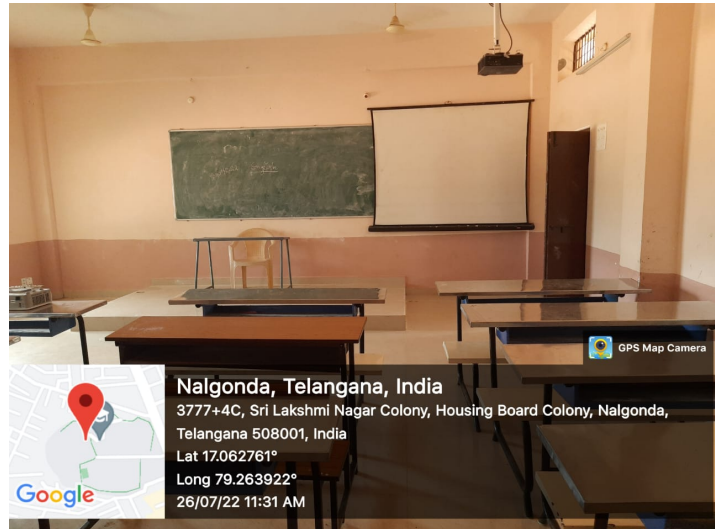 GPS Map Camera
Nalgonda, Telangana, India
3777+4C, Sri Lakshmi Nagar Colony, Housing Board Colony, Nalgonda,
Telangana 508001, India
Lat 17.062761°
Long 79.263922°
26/07/22 11:31 AM
Google